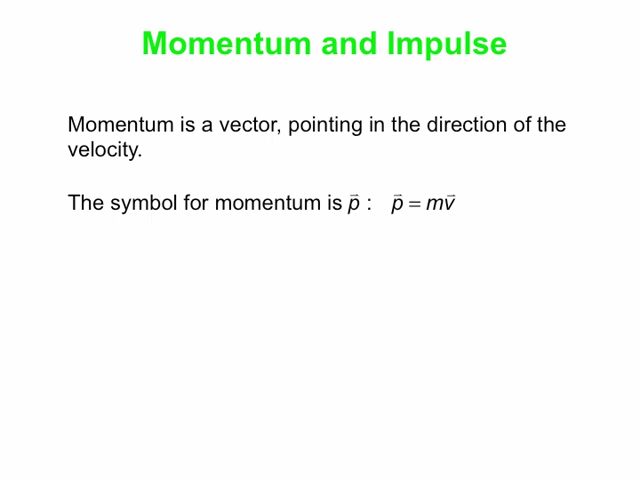 Momentum and Impulse
Momentum is a vector, pointing in the direction of the
velocity.
The symbol for momentum is p⃗ : p⃗ = mv⃗